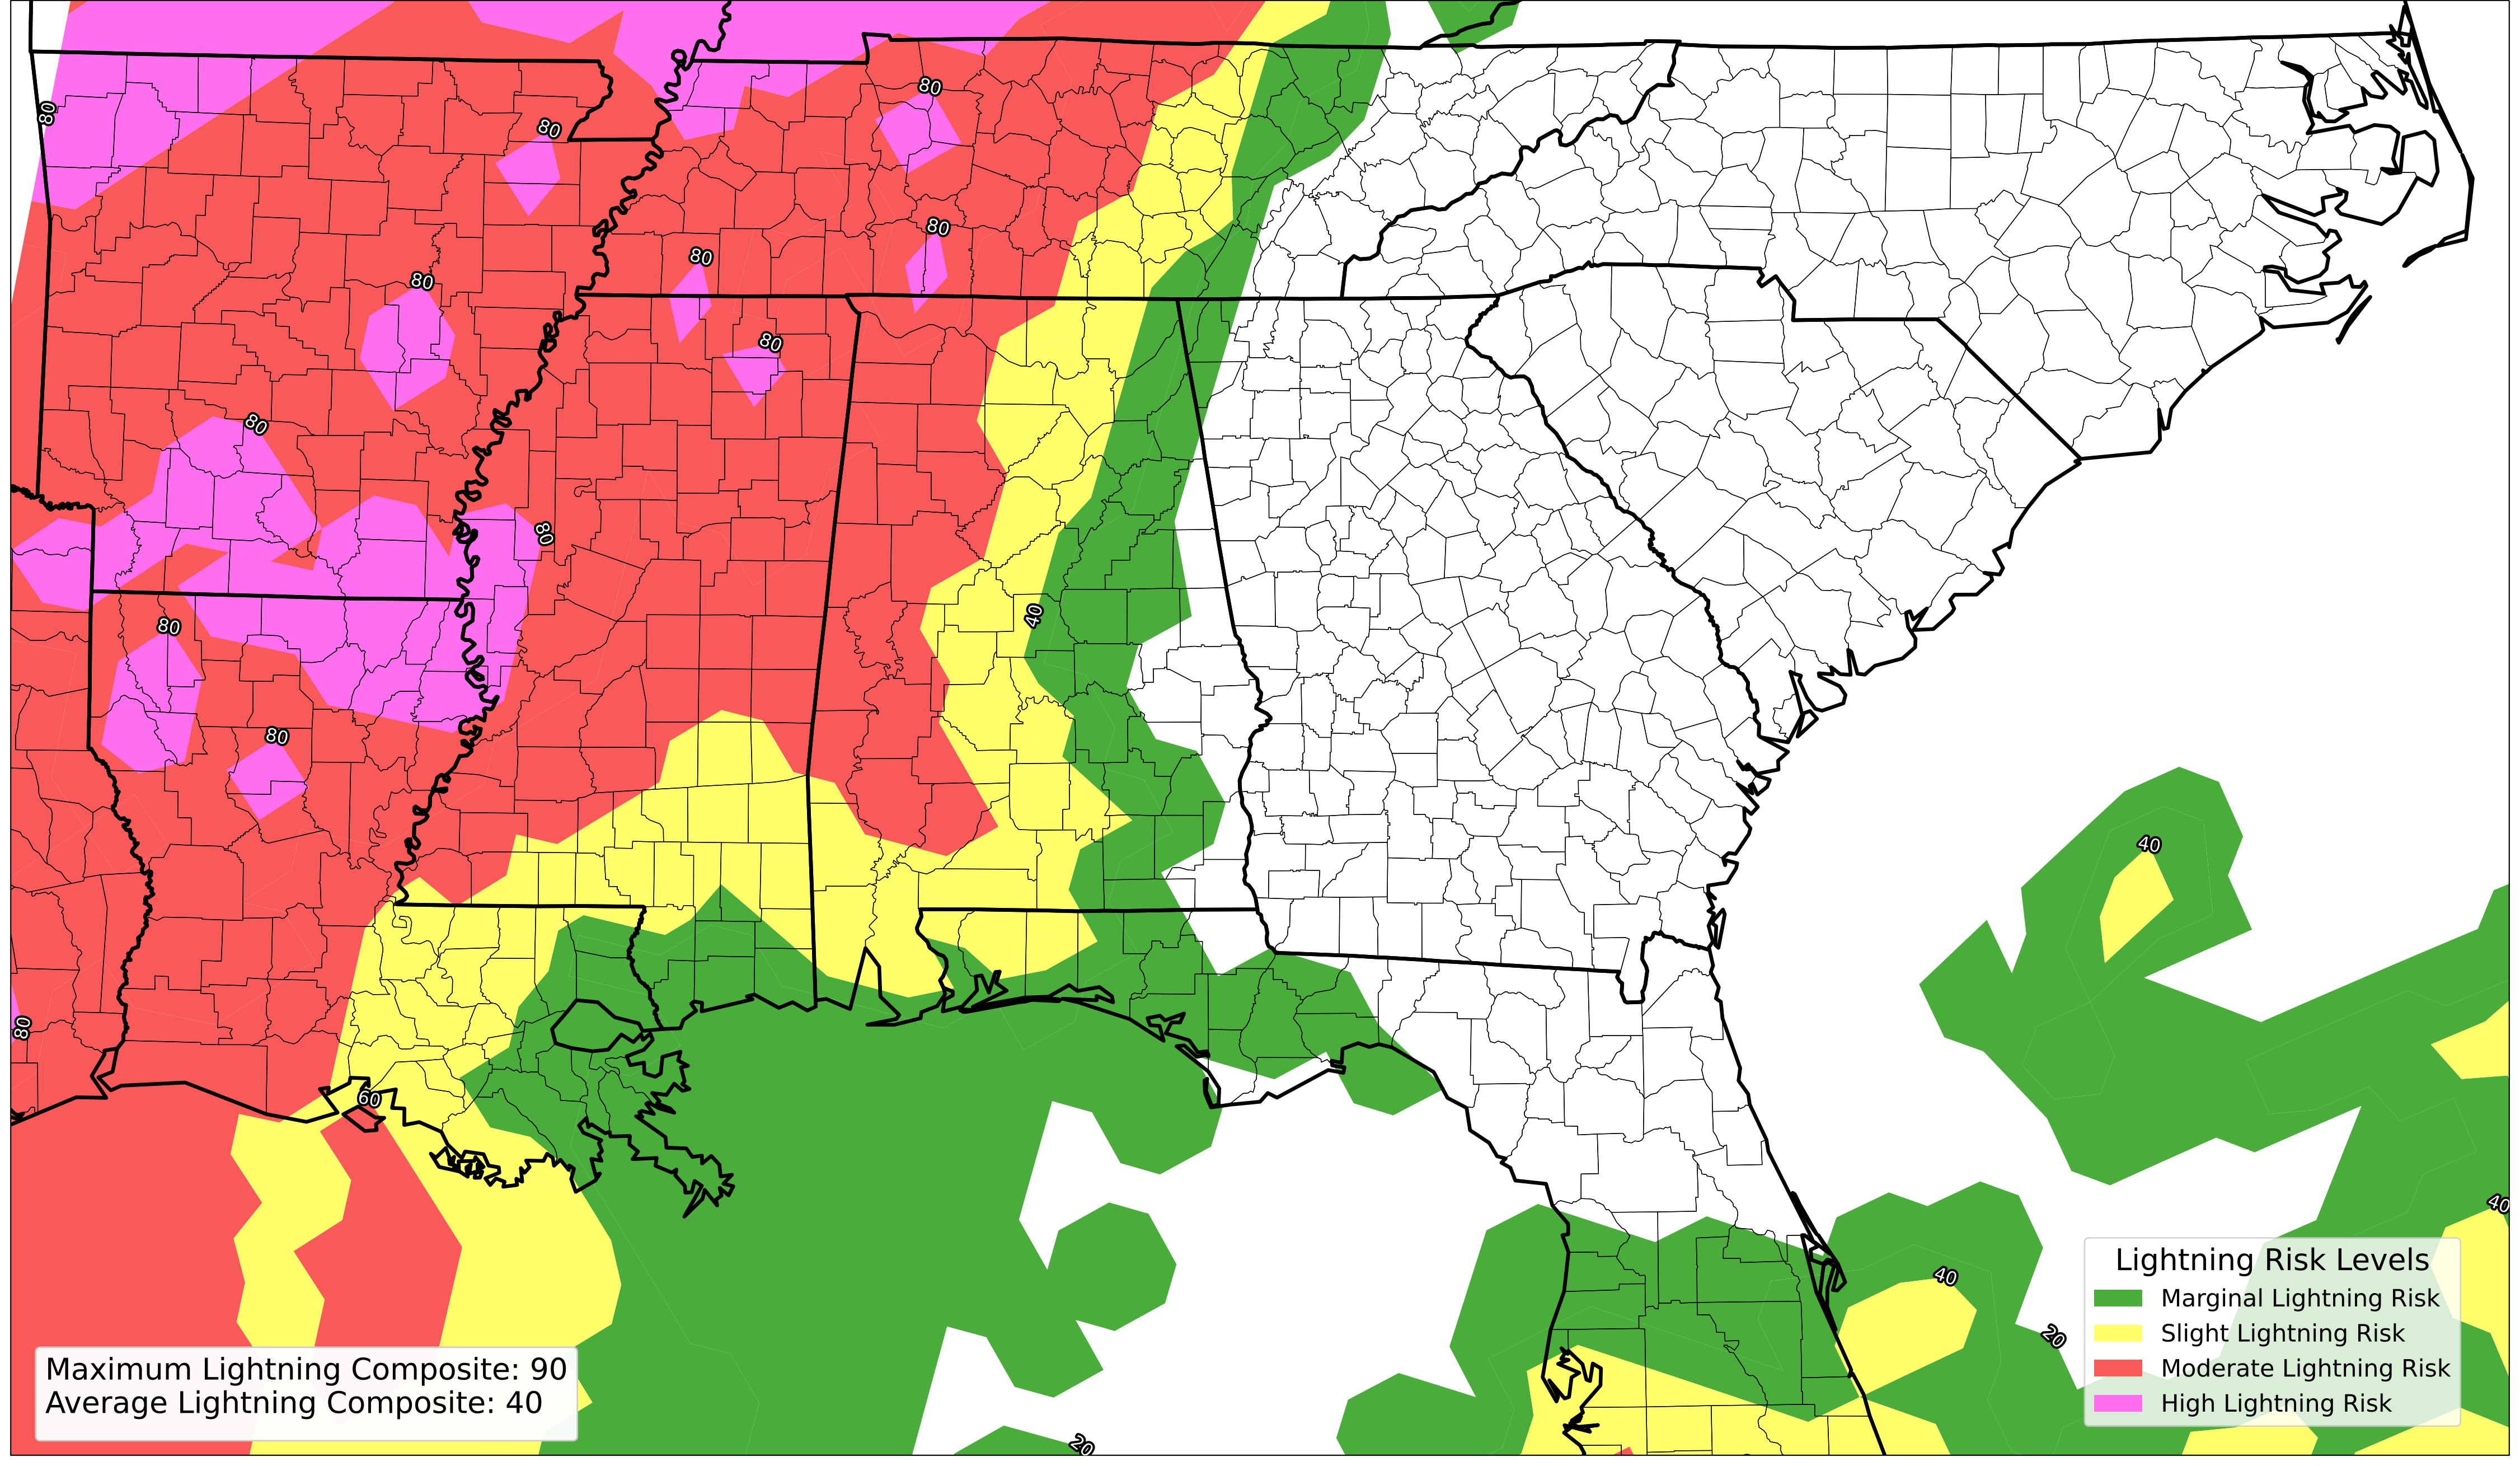 80
80
80
80
80
80
80
80
80
80
40
80
40
80
60
40
40
20
20
Lightning Risk Levels
Marginal Lightning Risk
Slight Lightning Risk
Moderate Lightning Risk
High Lightning Risk
Maximum Lightning Composite: 90
Average Lightning Composite: 40